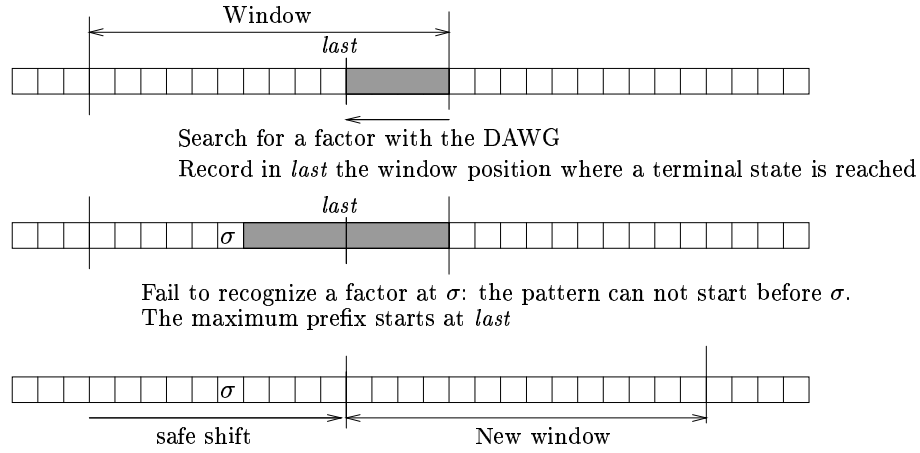 Window
last
Search for a factor with the DAWG
Record in last the window position where a terminal state is reached
last
σ
Fail to recognize a factor at σ: the pattern can not start before σ.
The maximum prefix starts at last
σ
safe shift
New window